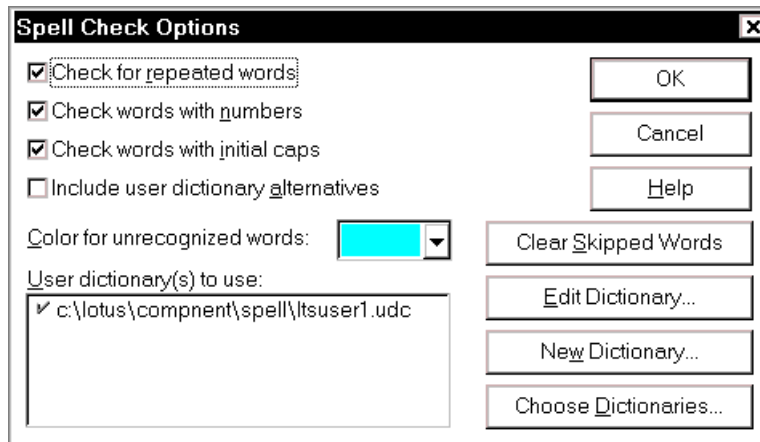 Spell Check Options
Check for repeated words
Check words with numbers
Check words with initial caps
Include user dictionary alternatives
Color for unrecognized words:
User dictionary(s) to use:
c:\lotus\compnent\spell\ltsuser1.udc
OK
Cancel
Help
Clear Skipped Words
Edit Dictionary...
New Dictionary...
Choose Dictionaries...